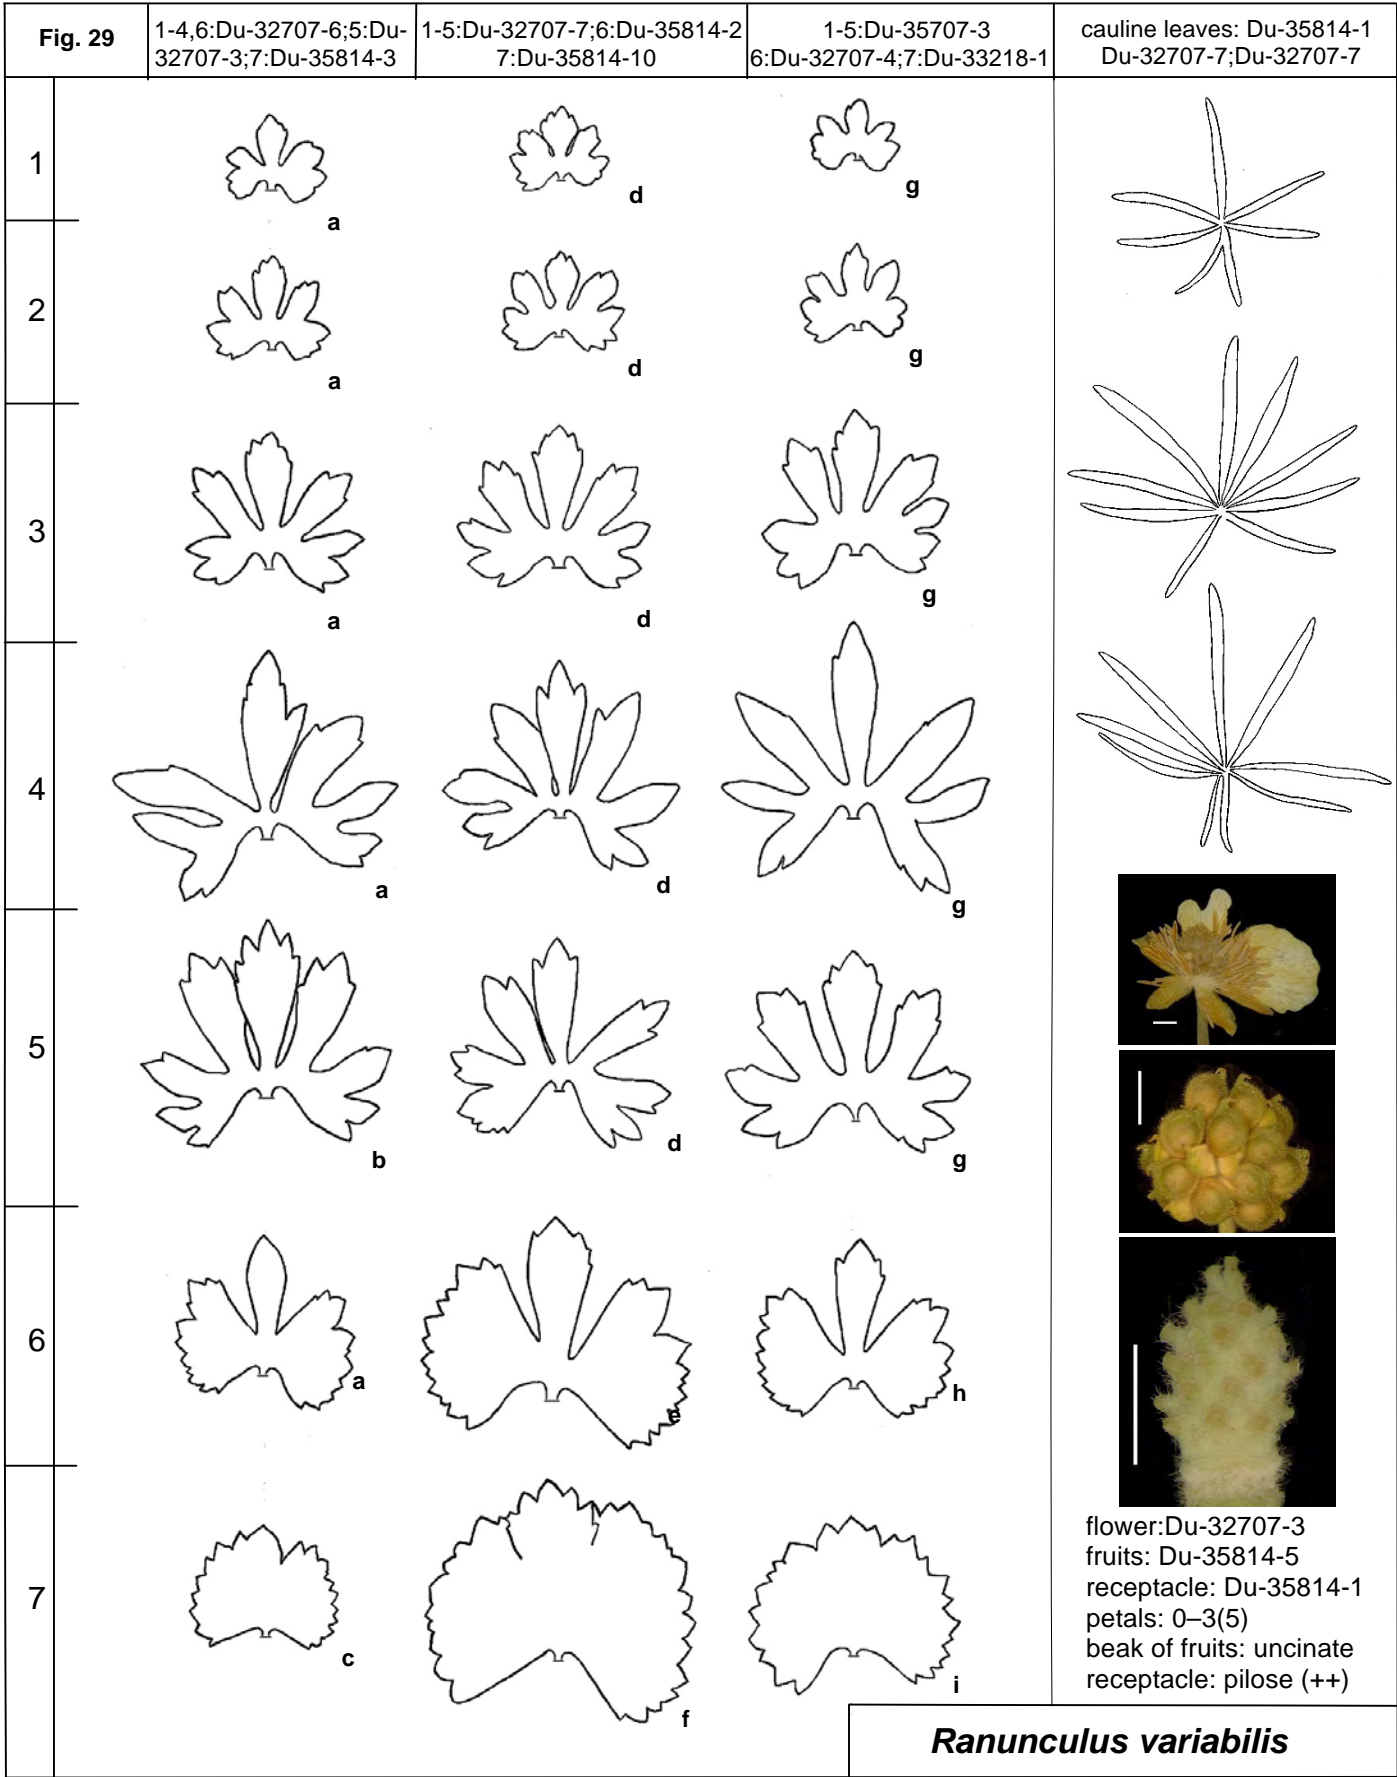 Fig. 29
1-4,6:Du-32707-6;5:Du-
32707-3;7:Du-35814-3
1-5:Du-32707-7;6:Du-35814-2
7:Du-35814-10
1-5:Du-35707-3
6:Du-32707-4;7:Du-33218-1
cauline leaves: Du-35814-1
Du-32707-7;Du-32707-7
1
a
d
g
2
a
d
g
3
a
d
g
4
a
d
g
5
b
d
g
6
a
e
h
7
c
f
i
flower:Du-32707-3
fruits: Du-35814-5
receptacle: Du-35814-1
petals: 0–3(5)
beak of fruits: uncinate
receptacle: pilose (++)
Ranunculus variabilis